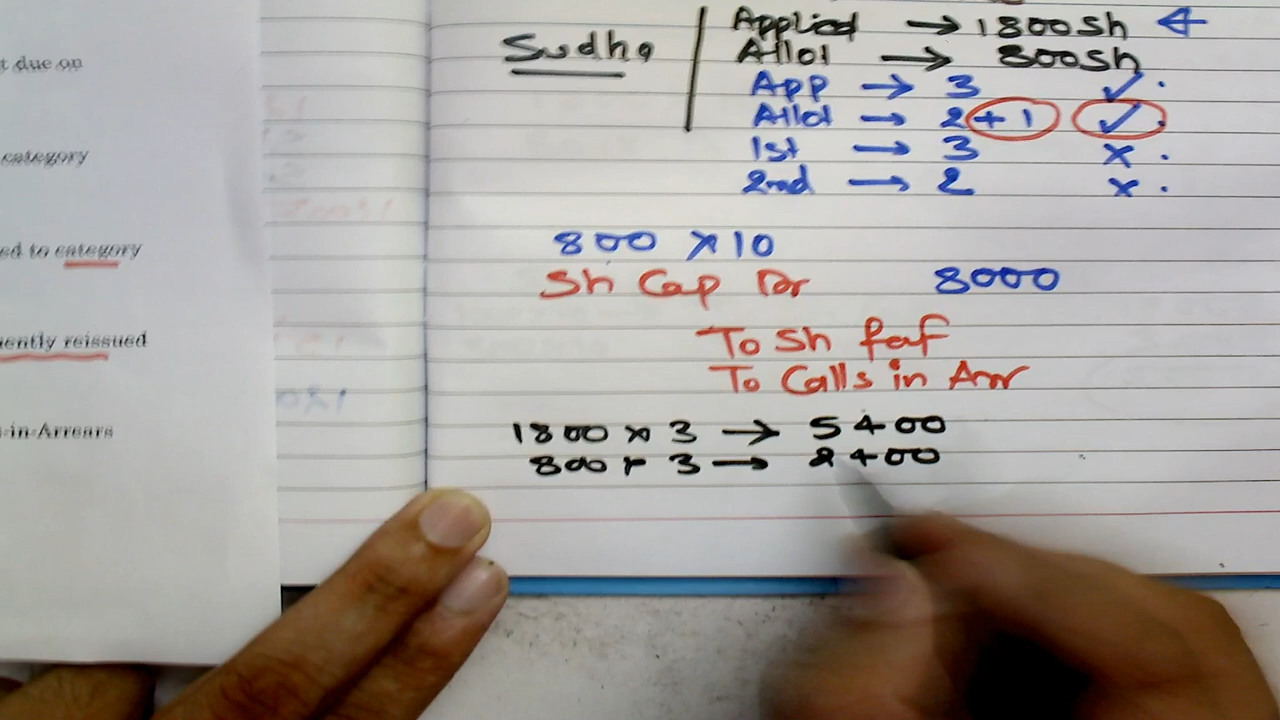 t due on
category
ed to category
ently reissued
-in-Arrears
Sudha
Applied → 1800Sh ←
Allot → 800Sh
App → 3 ✓.
Allot → 2 + 1 ✓.
1st → 3 x.
2nd → 2 x.
800 × 10
Sh Cap Dr 8000
To Sh forf
To Calls in Arr
1800 × 3 → 5400
800 × 3 → 2400